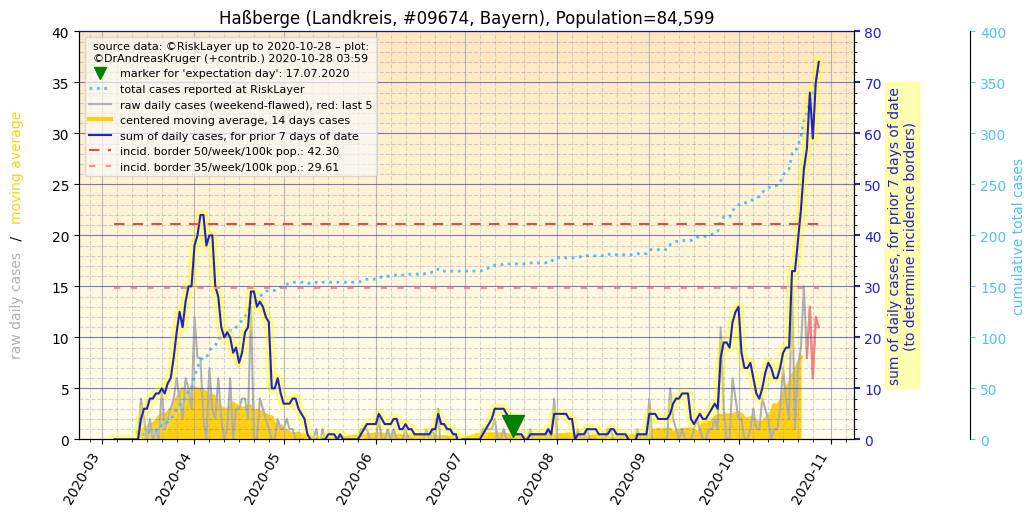 Haßberge (Landkreis, #09674, Bayern), Population=84,599
source data: ©RiskLayer up to 2020-10-28 – plot:
©DrAndreasKruger (+contrib.) 2020-10-28 03:59
marker for 'expectation day': 17.07.2020
total cases reported at RiskLayer
raw daily cases (weekend-flawed), red: last 5
centered moving average, 14 days cases
sum of daily cases, for prior 7 days of date
incid. border 50/week/100k pop.: 42.30
incid. border 35/week/100k pop.: 29.61
raw daily cases / moving average
40
35
30
25
20
15
10
5
0
2020-03
2020-04
2020-05
2020-06
2020-07
2020-08
2020-09
2020-10
2020-11
80
70
60
50
40
30
20
10
0
sum of daily cases, for prior 7 days of date
(to determine incidence borders)
400
350
300
250
200
150
100
50
0
cumulative total cases